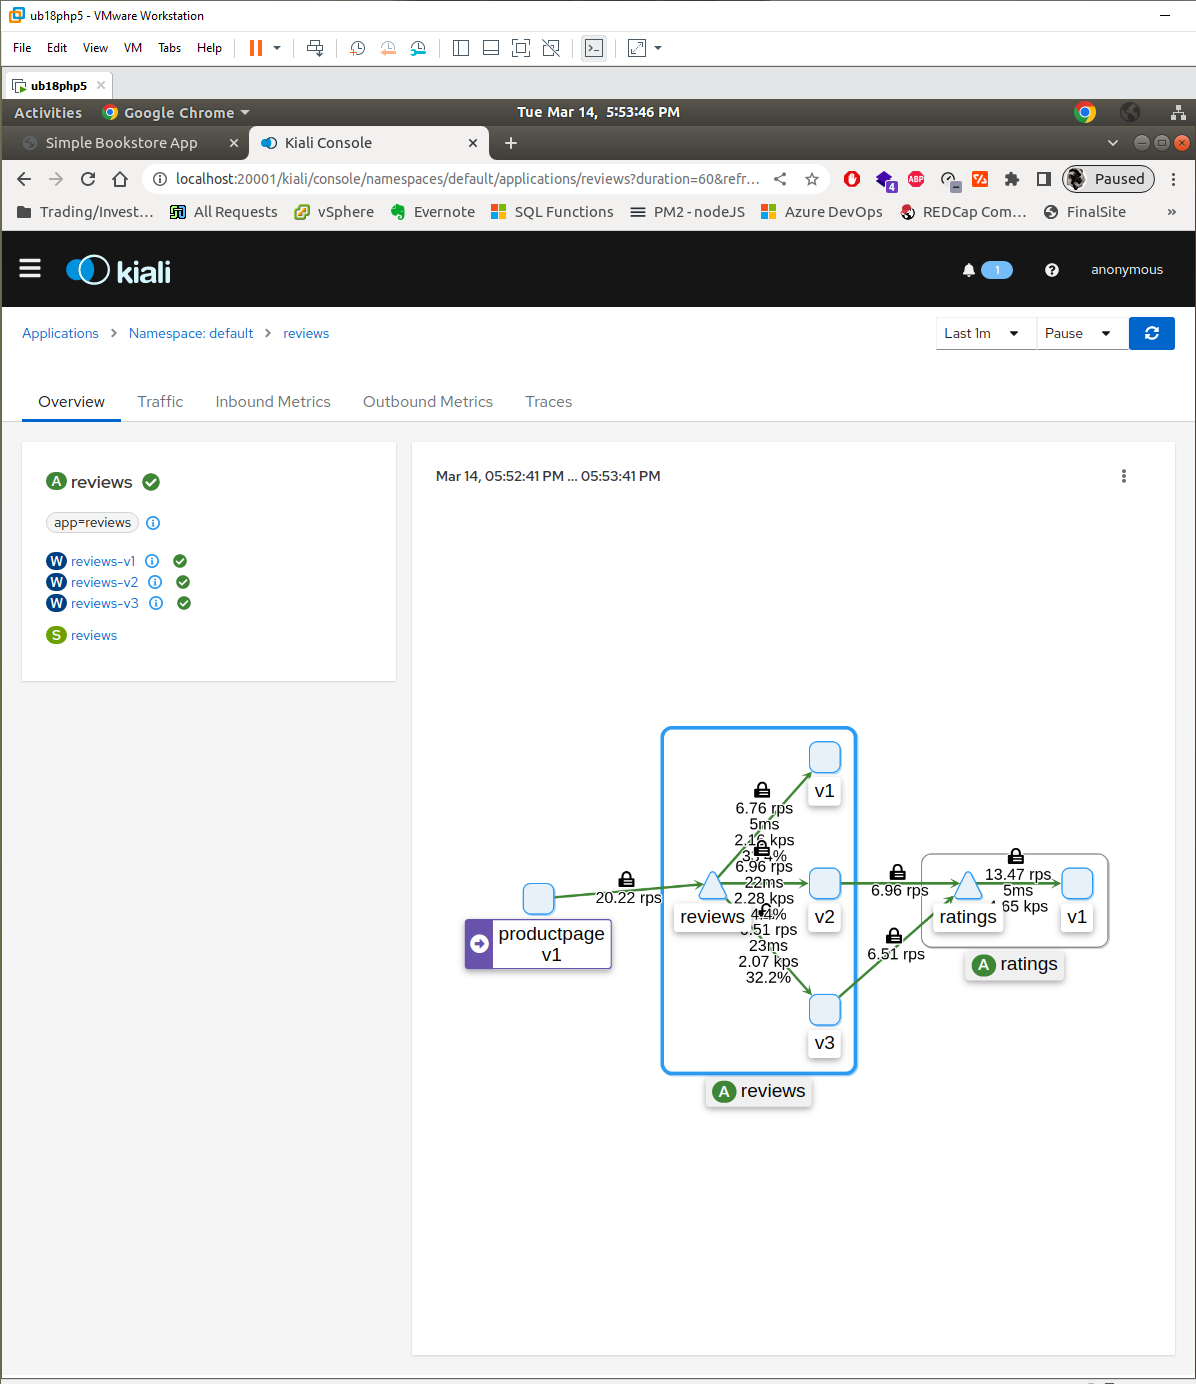 ub18php5 - VMware Workstation
File Edit View VM Tabs Help
ub18php5
Activities Google Chrome Tue Mar 14, 5:53:46 PM
Simple Bookstore App Kiali Console
localhost:20001/kiali/console/namespaces/default/applications/reviews?duration=60&refr... 4 ABP Paused
Trading/Invest... All Requests vSphere Evernote SQL Functions PM2 - nodeJS Azure DevOps REDCap Com... FinalSite »
kiali 1 anonymous
Applications Namespace: default reviews Last 1m Pause
Overview Traffic Inbound Metrics Outbound Metrics Traces
A reviews
Mar 14, 05:52:41 PM ... 05:53:41 PM
app=reviews
W reviews-v1
W reviews-v2
W reviews-v3
S reviews
v1
6.76 rps
5ms
2.16 kps
6.96 rps
22ms
2.28 kps
6.51 rps
23ms
2.07 kps
32.2%
20.22 rps
productpage
v1
reviews
v2
v3
A reviews
6.96 rps
6.51 rps
ratings
13.47 rps
5ms
v1
A ratings